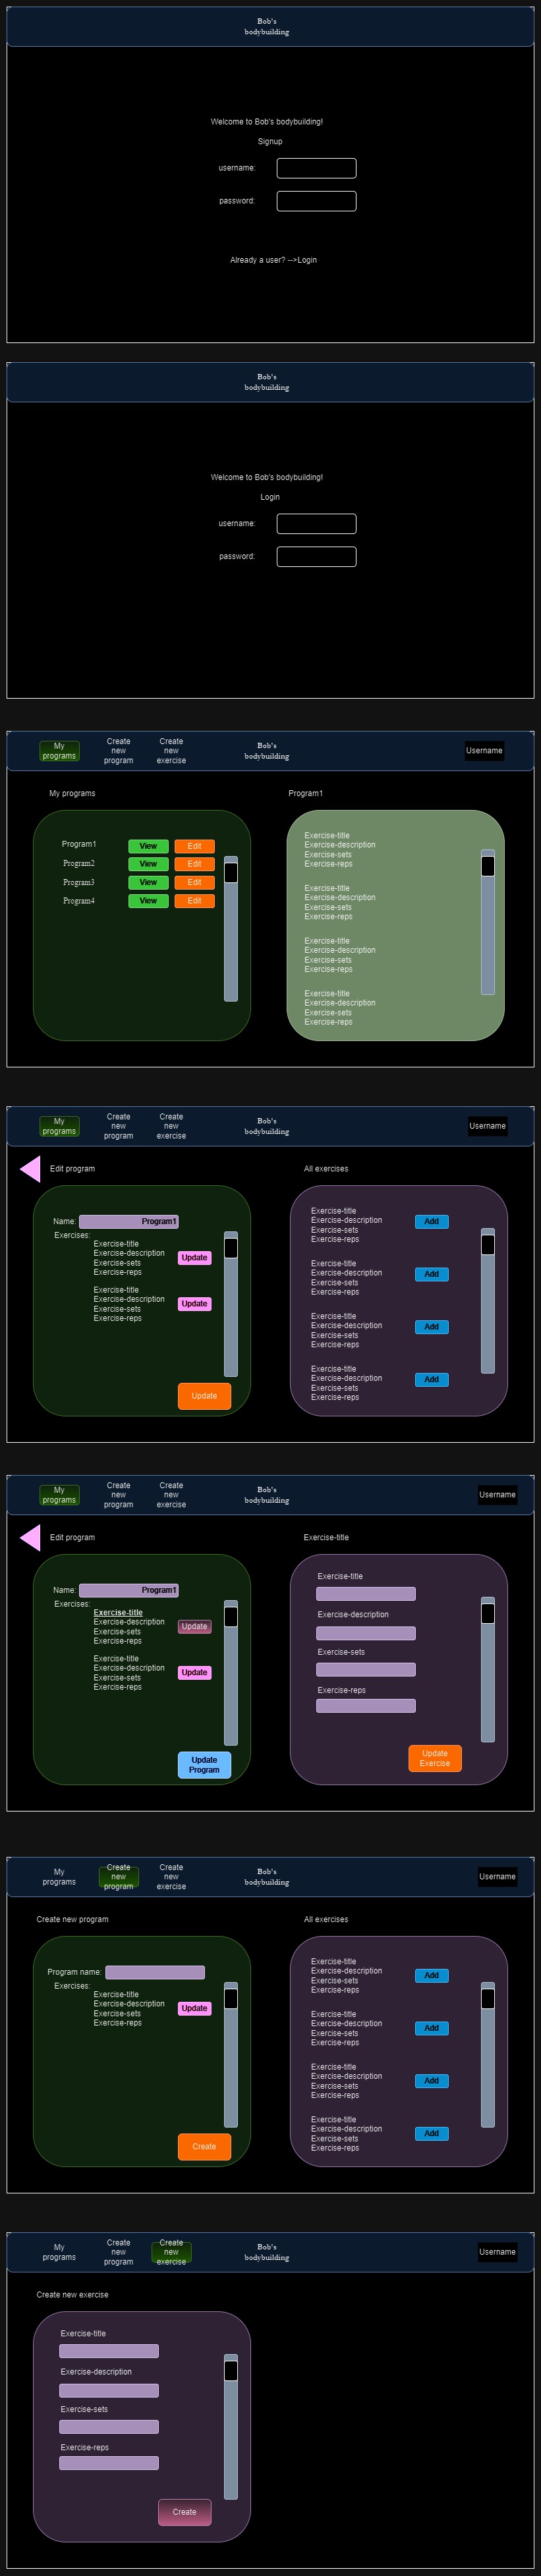 Bob's
bodybuilding
Welcome to Bob's bodybuilding!
Signup
username:
password:
Already a user? -->Login
Bob's
bodybuilding
Welcome to Bob's bodybuilding!
Login
username:
password:
My
programs
Create
new
program
Create
new
exercise
Bob's
bodybuilding
Username
My programs
Program1
Program1 View Edit
Program2 View Edit
Program3 View Edit
Program4 View Edit
Exercise-title
Exercise-description
Exercise-sets
Exercise-reps
Exercise-title
Exercise-description
Exercise-sets
Exercise-reps
Exercise-title
Exercise-description
Exercise-sets
Exercise-reps
Exercise-title
Exercise-description
Exercise-sets
Exercise-reps
My
programs
Create
new
program
Create
new
exercise
Bob's
bodybuilding
Username
Edit program
Name: Program1
Exercises:
Exercise-title
Exercise-description
Exercise-sets
Exercise-reps
Update
Exercise-title
Exercise-description
Exercise-sets
Exercise-reps
Update
Update
All exercises
Exercise-title
Exercise-description
Exercise-sets
Exercise-reps
Add
Exercise-title
Exercise-description
Exercise-sets
Exercise-reps
Add
Exercise-title
Exercise-description
Exercise-sets
Exercise-reps
Add
Exercise-title
Exercise-description
Exercise-sets
Exercise-reps
Add
My
programs
Create
new
program
Create
new
exercise
Bob's
bodybuilding
Username
Edit program
Name: Program1
Exercises:
Exercise-title
Exercise-description
Exercise-sets
Exercise-reps
Update
Exercise-title
Exercise-description
Exercise-sets
Exercise-reps
Update
Update
Program
Exercise-title
Exercise-title
Exercise-description
Exercise-sets
Exercise-reps
Update
Exercise
My
programs
Create
new
program
Create
new
exercise
Bob's
bodybuilding
Username
Create new program
Program name:
Exercises:
Exercise-title
Exercise-description
Exercise-sets
Exercise-reps
Update
Create
All exercises
Exercise-title
Exercise-description
Exercise-sets
Exercise-reps
Add
Exercise-title
Exercise-description
Exercise-sets
Exercise-reps
Add
Exercise-title
Exercise-description
Exercise-sets
Exercise-reps
Add
Exercise-title
Exercise-description
Exercise-sets
Exercise-reps
Add
My
programs
Create
new
program
Create
new
exercise
Bob's
bodybuilding
Username
Create new exercise
Exercise-title
Exercise-description
Exercise-sets
Exercise-reps
Create